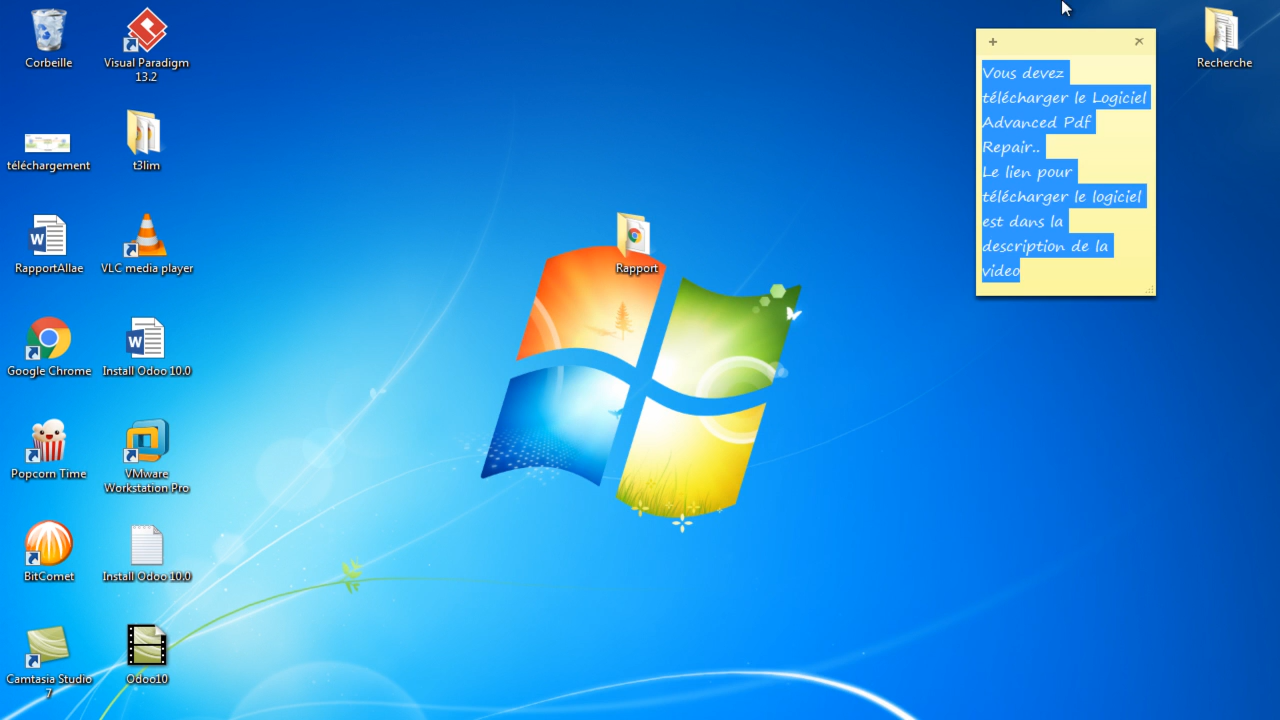 Corbeille
Visual Paradigm
13.2
téléchargement
t3lim
RapportAllae
VLC media player
Google Chrome
Install Odoo 10.0
Popcorn Time
VMware
Workstation Pro
BitComet
Install Odoo 10.0
Camtasia Studio
7
Odoo10
Rapport
Vous devez
télécharger le Logiciel
Advanced Pdf
Repair..
Le lien pour
télécharger le logiciel
est dans la
description de la
video
Recherche